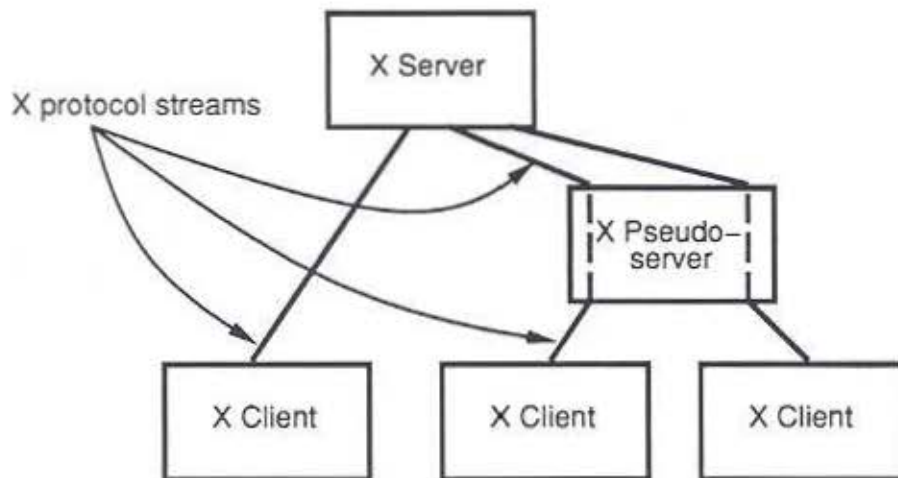 X Server
X protocol streams
X Pseudo–
server
X Client
X Client
X Client